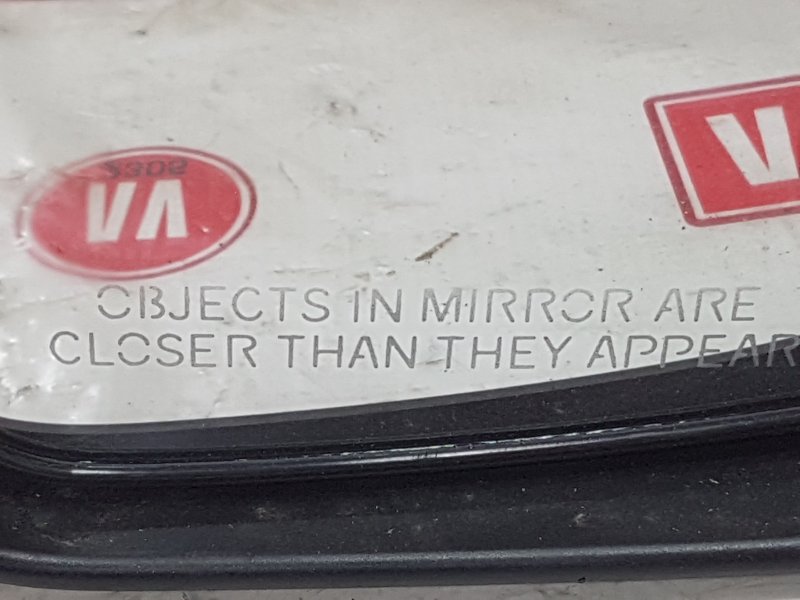 VA
OBJECTS IN MIRROR ARE
CLOSER THAN THEY APPEAR